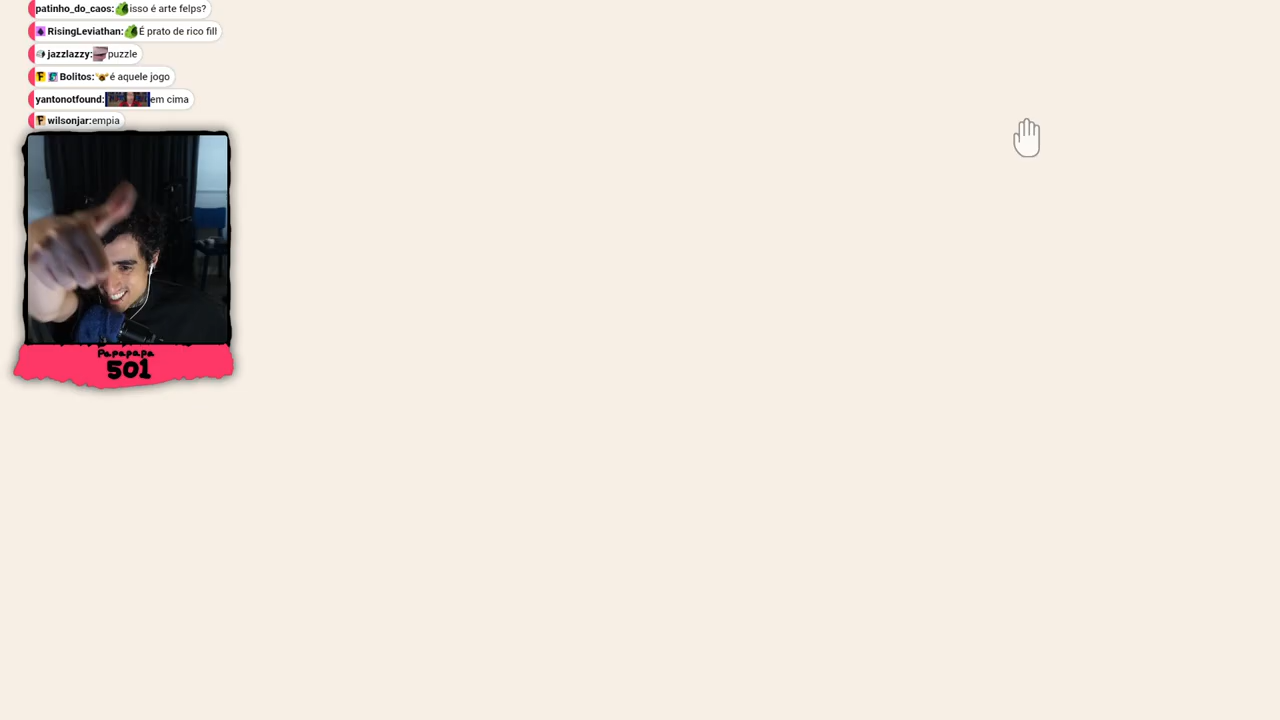 patinho_do_caos: isso é arte felps?
RisingLeviathan: É prato de rico fill
jazzlazzy: puzzle
Bolitos: é aquele jogo
yantonotfound: em cima
wilsonjar: empia
Papapapa
501